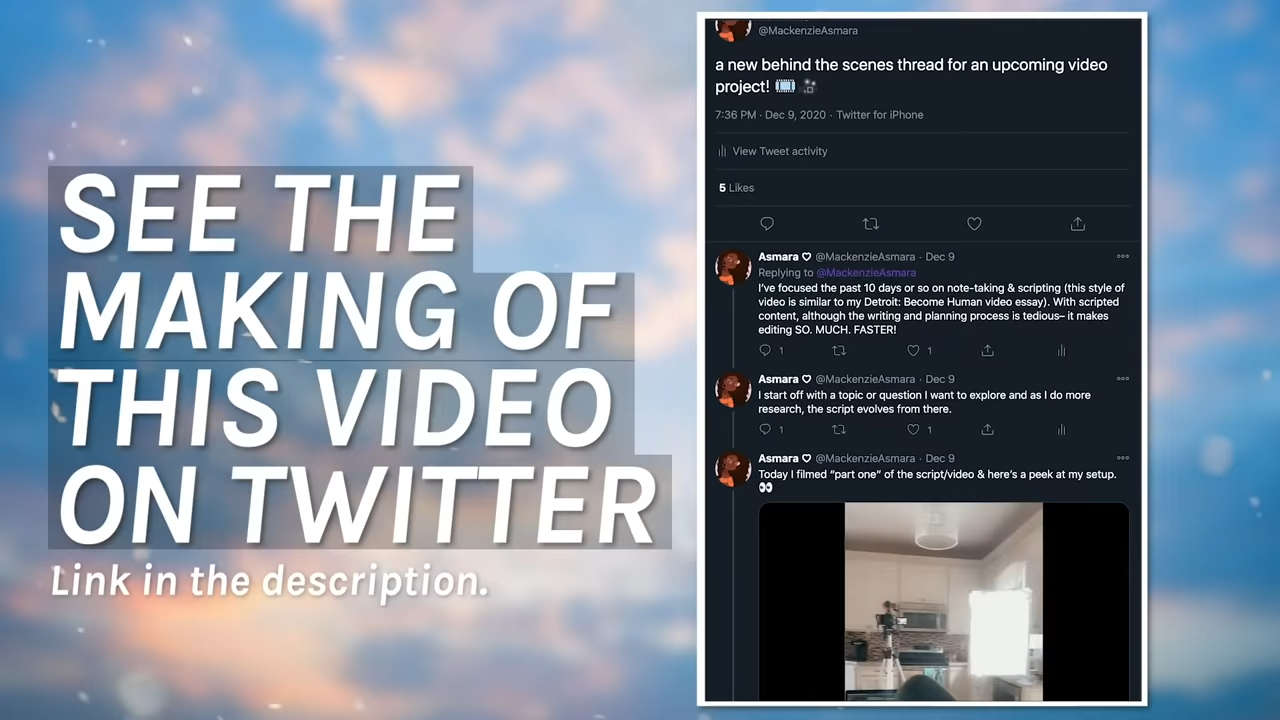 SEE THE
MAKING OF
THIS VIDEO
ON TWITTER
Link in the description.
@MackenzieAsmara
a new behind the scenes thread for an upcoming video
project! 🎞️ 🎥
7:36 PM · Dec 9, 2020 · Twitter for iPhone
View Tweet activity
5 Likes
Asmara ♡ @MackenzieAsmara · Dec 9
Replying to @MackenzieAsmara
I've focused the past 10 days or so on note-taking & scripting (this style of
video is similar to my Detroit: Become Human video essay). With scripted
content, although the writing and planning process is tedious– it makes
editing SO. MUCH. FASTER!
1 1
Asmara ♡ @MackenzieAsmara · Dec 9
I start off with a topic or question I want to explore and as I do more
research, the script evolves from there.
1 1
Asmara ♡ @MackenzieAsmara · Dec 9
Today I filmed “part one” of the script/video & here's a peek at my setup.
👀